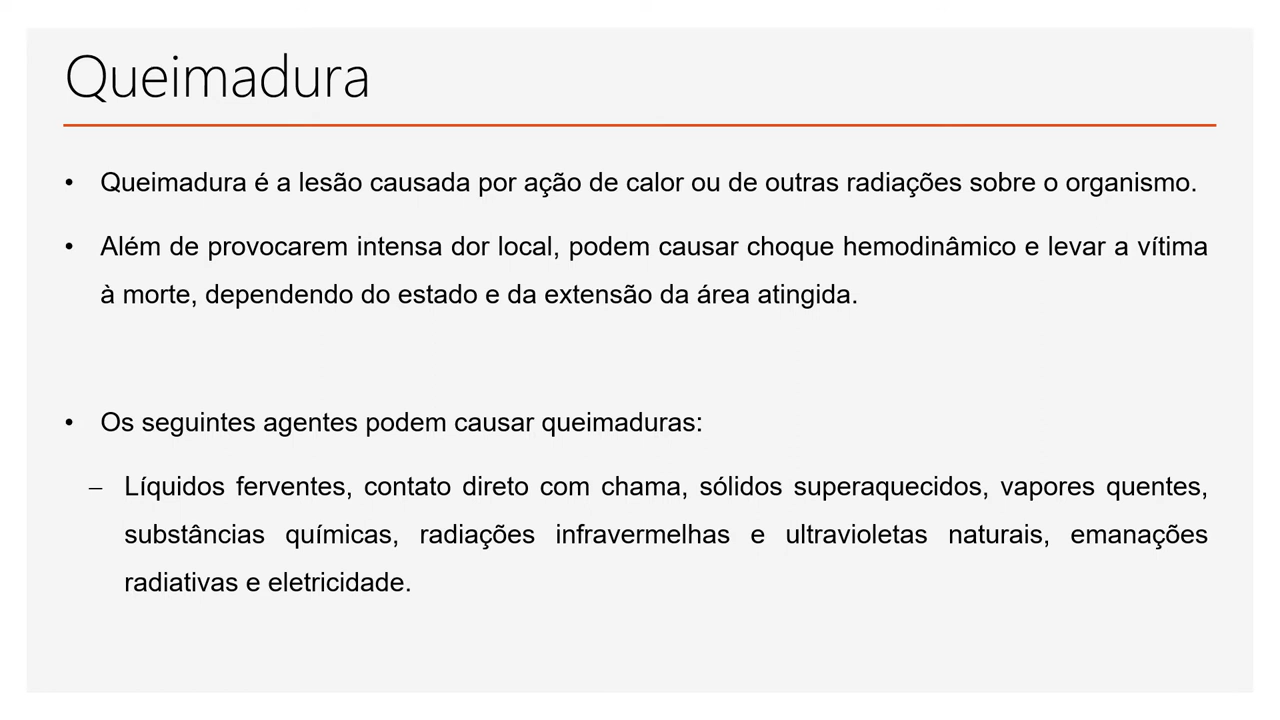 Queimadura
• Queimadura é a lesão causada por ação de calor ou de outras radiações sobre o organismo.
• Além de provocarem intensa dor local, podem causar choque hemodinâmico e levar a vítima
à morte, dependendo do estado e da extensão da área atingida.
• Os seguintes agentes podem causar queimaduras:
– Líquidos ferventes, contato direto com chama, sólidos superaquecidos, vapores quentes,
substâncias químicas, radiações infravermelhas e ultravioletas naturais, emanações
radiativas e eletricidade.